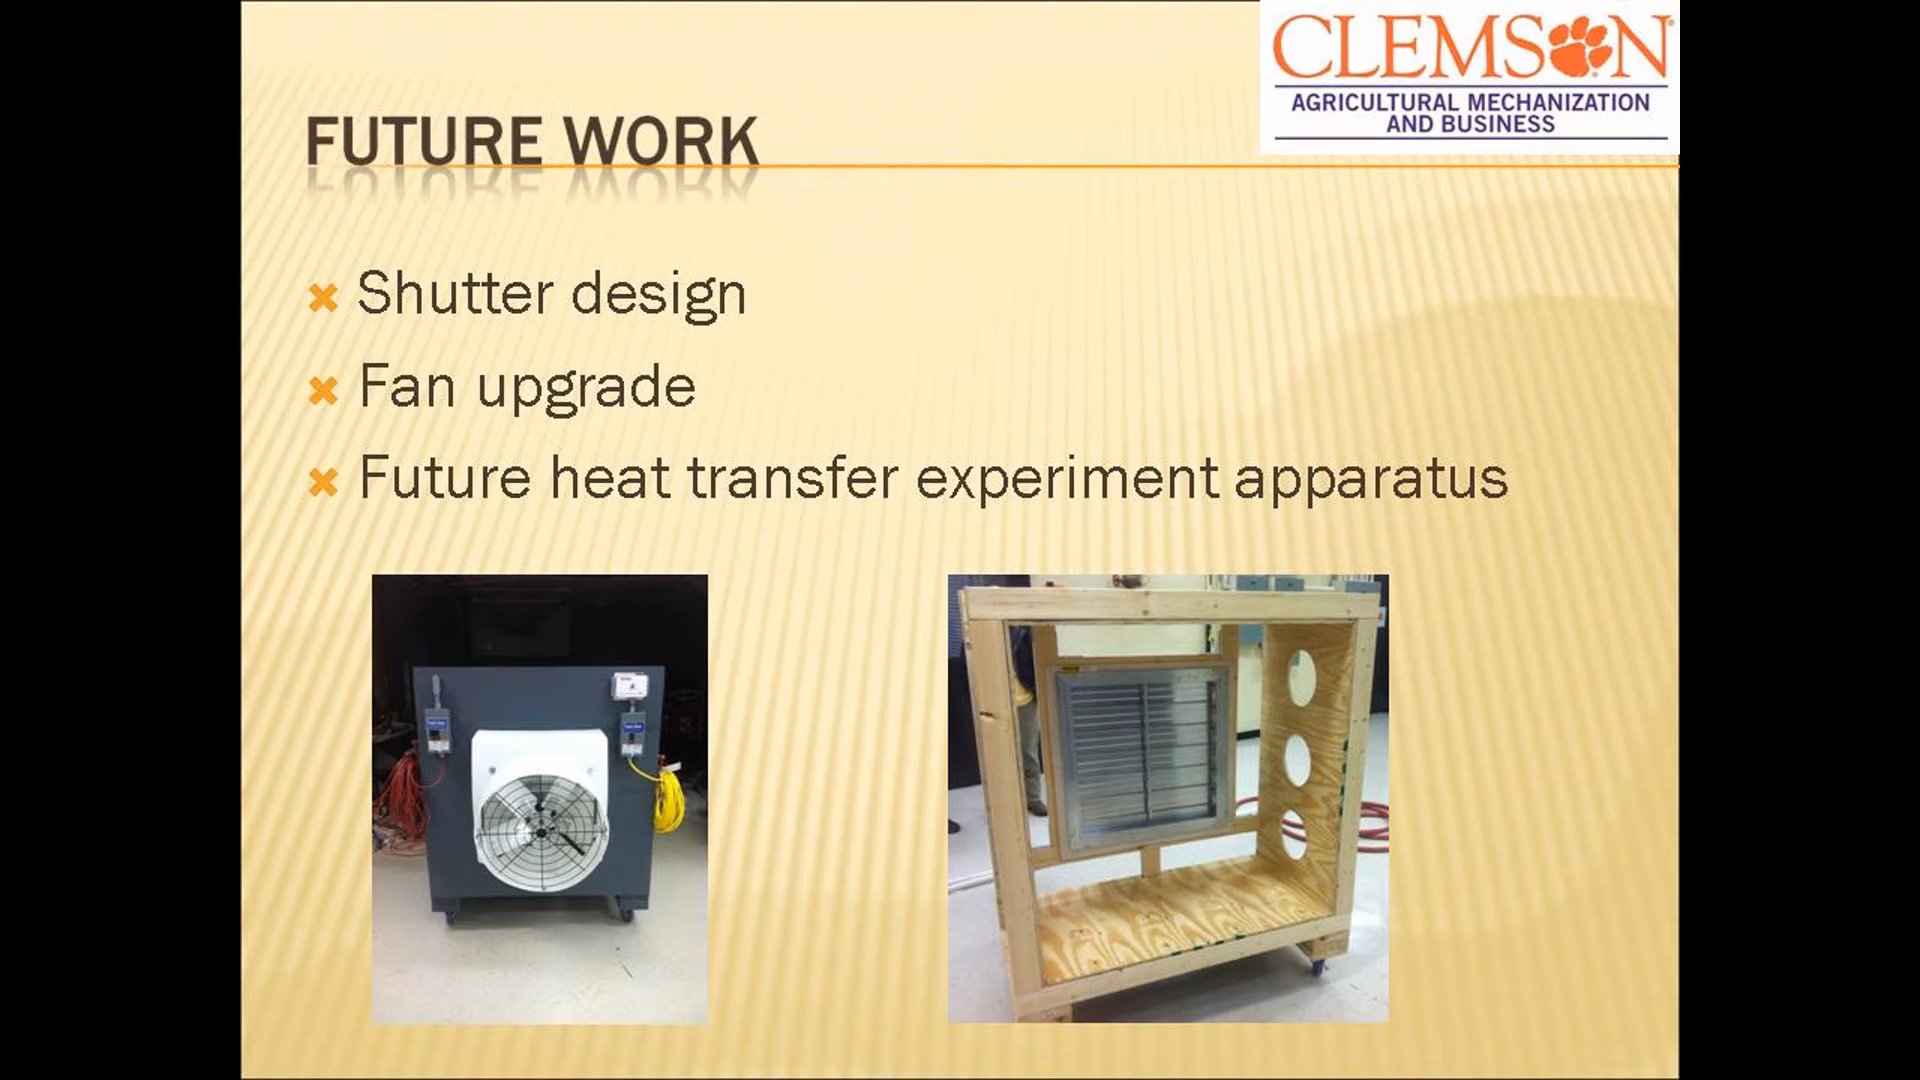 CLEMSON
AGRICULTURAL MECHANIZATION
AND BUSINESS
FUTURE WORK
Shutter design
Fan upgrade
Future heat transfer experiment apparatus